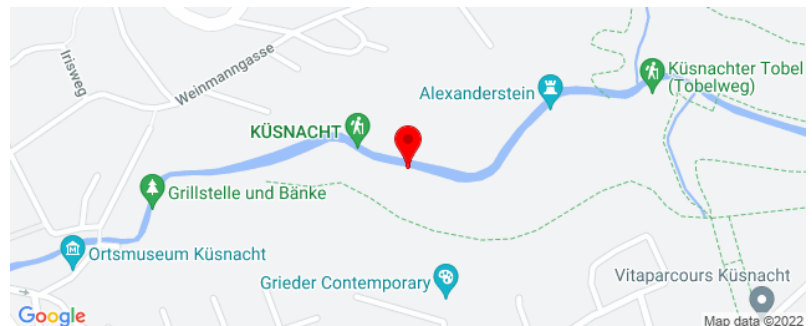 Irisweg
Weinmanngasse
Alexanderstein
Küsnachter Tobel
(Tobelweg)
KÜSNACHT
Grillstelle und Bänke
Ortsmuseum Küsnacht
Grieder Contemporary
Vitaparcours Küsnacht
Google
Map data ©2022